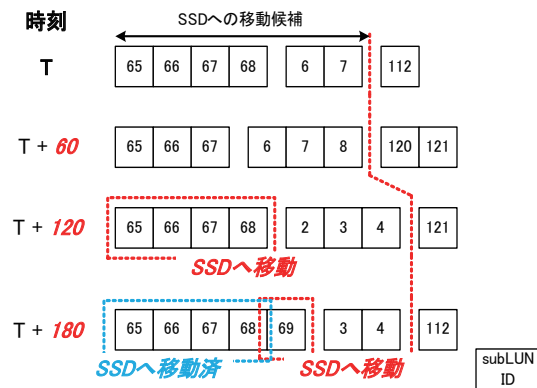 時刻
SSDへの移動候補
T 65 66 67 68 6 7 112
T + 60 65 66 67 6 7 8 120 121
T + 120 65 66 67 68 2 3 4 121
SSDへ移動
T + 180 65 66 67 68 69 3 4 112
SSDへ移動済 SSDへ移動
subLUN
ID